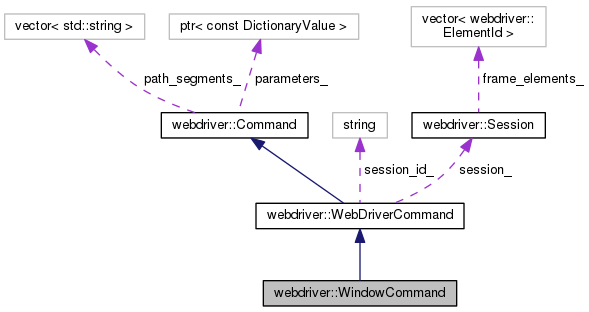 vector< std::string >
ptr< const DictionaryValue >
vector< webdriver::
ElementId >
path_segments_
parameters_
frame_elements_
webdriver::Command
string
webdriver::Session
session_id_
session_
webdriver::WebDriverCommand
webdriver::WindowCommand